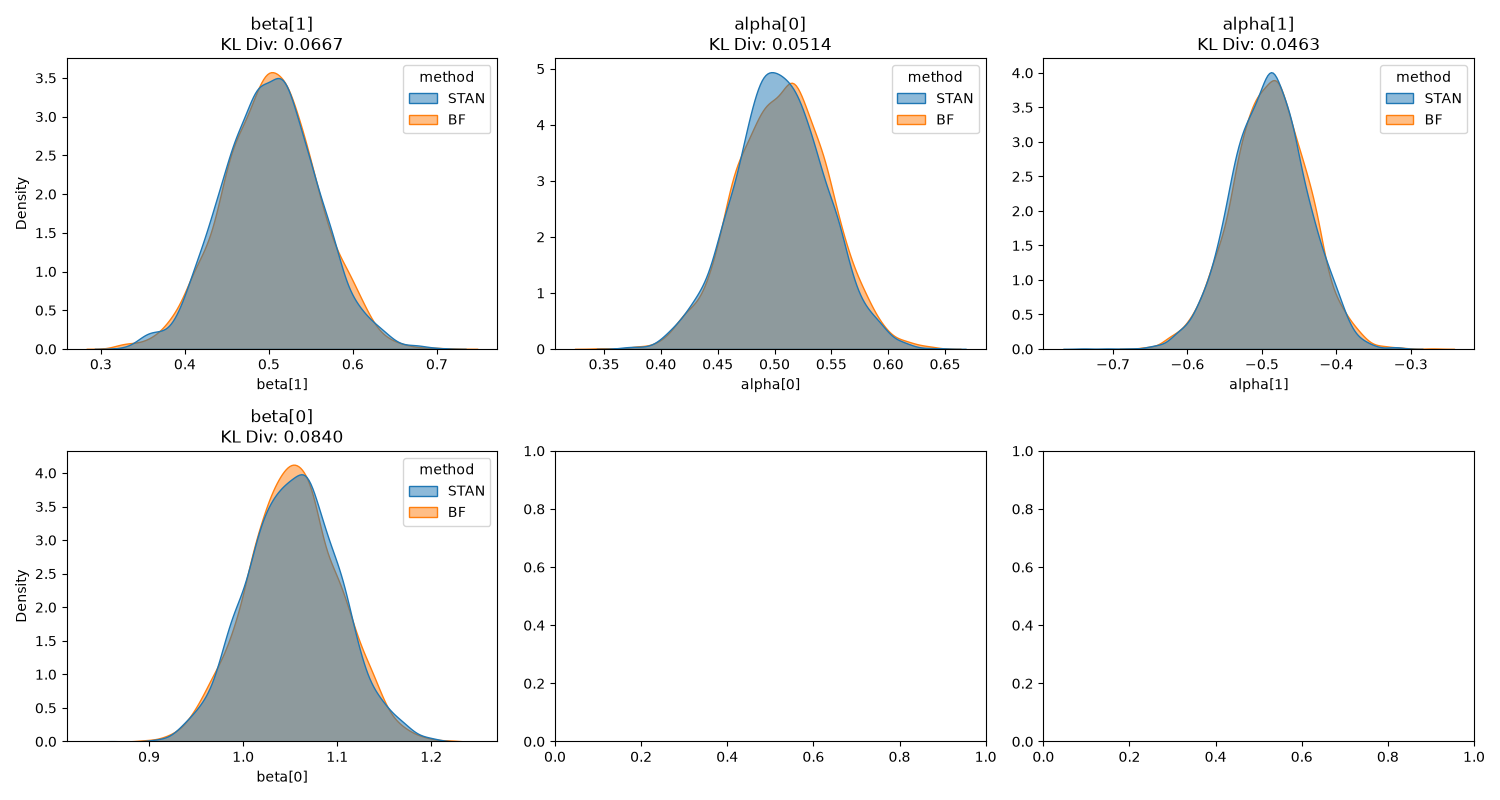 beta[1]
KL Div: 0.0667
alpha[0]
KL Div: 0.0514
alpha[1]
KL Div: 0.0463
method
STAN
BF
method
STAN
BF
method
STAN
BF
Density
3.5
3.0
2.5
2.0
1.5
1.0
0.5
0.0
0.3 0.4 0.5 0.6 0.7
beta[1]
5
4
3
2
1
0
0.35 0.40 0.45 0.50 0.55 0.60 0.65
alpha[0]
4.0
3.5
3.0
2.5
2.0
1.5
1.0
0.5
0.0
−0.7 −0.6 −0.5 −0.4 −0.3
alpha[1]
beta[0]
KL Div: 0.0840
method
STAN
BF
Density
4.0
3.5
3.0
2.5
2.0
1.5
1.0
0.5
0.0
0.9 1.0 1.1 1.2
beta[0]
1.0
0.8
0.6
0.4
0.2
0.0
0.0 0.2 0.4 0.6 0.8 1.0
1.0
0.8
0.6
0.4
0.2
0.0
0.0 0.2 0.4 0.6 0.8 1.0